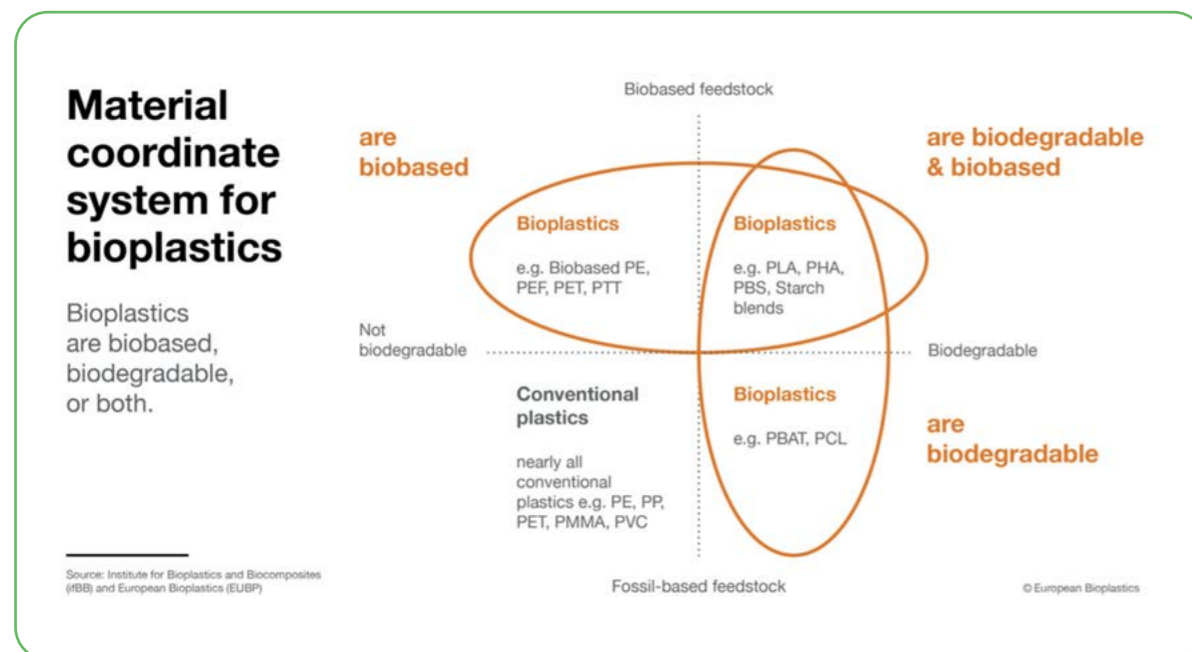 Material
coordinate
system for
bioplastics
Bioplastics
are biobased,
biodegradable,
or both.
Source: Institute for Bioplastics and Biocomposites
(ifBB) and European Bioplastics (EUBP)
Biobased feedstock
are
biobased
are biodegradable
& biobased
Bioplastics
e.g. Biobased PE,
PEF, PET, PTT
Bioplastics
e.g. PLA, PHA,
PBS, Starch
blends
Not
biodegradable
Biodegradable
Conventional
plastics
nearly all
conventional
plastics e.g. PE, PP,
PET, PMMA, PVC
Bioplastics
e.g. PBAT, PCL
are
biodegradable
Fossil-based feedstock
© European Bioplastics